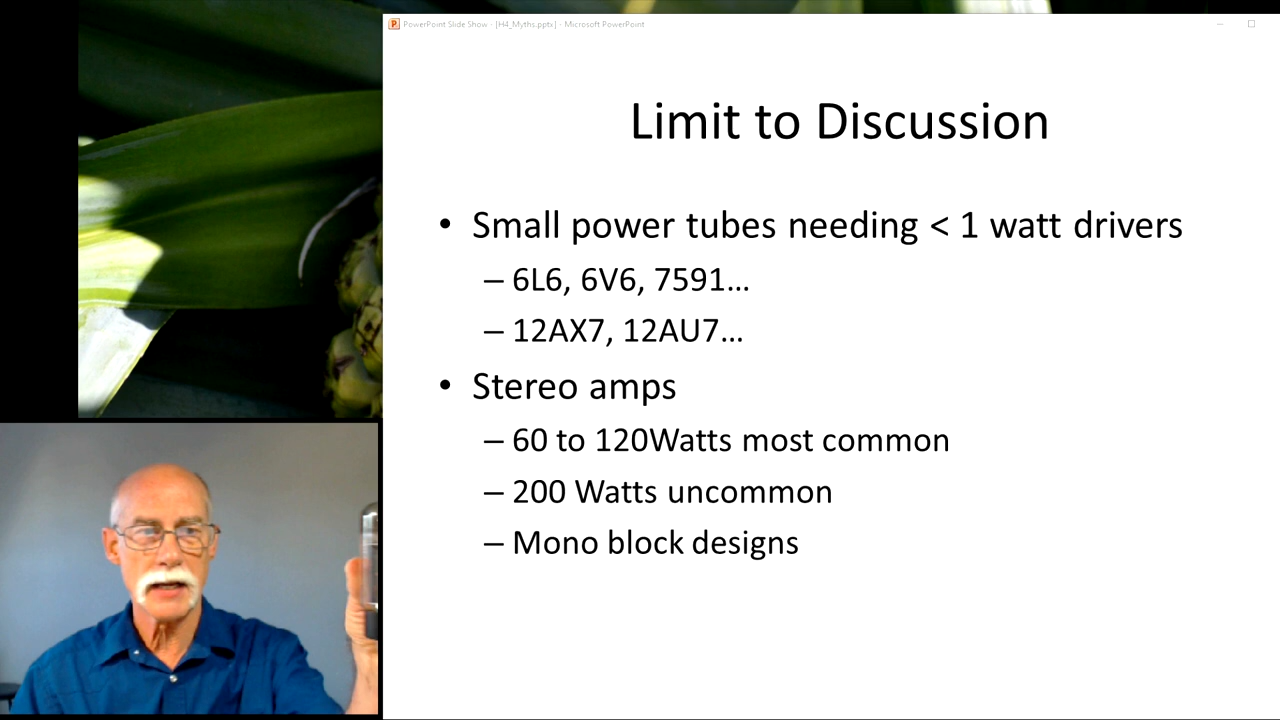 PowerPoint Slide Show - [H4_Myths.pptx] - Microsoft PowerPoint
Limit to Discussion
• Small power tubes needing < 1 watt drivers
– 6L6, 6V6, 7591…
– 12AX7, 12AU7…
• Stereo amps
– 60 to 120Watts most common
– 200 Watts uncommon
– Mono block designs